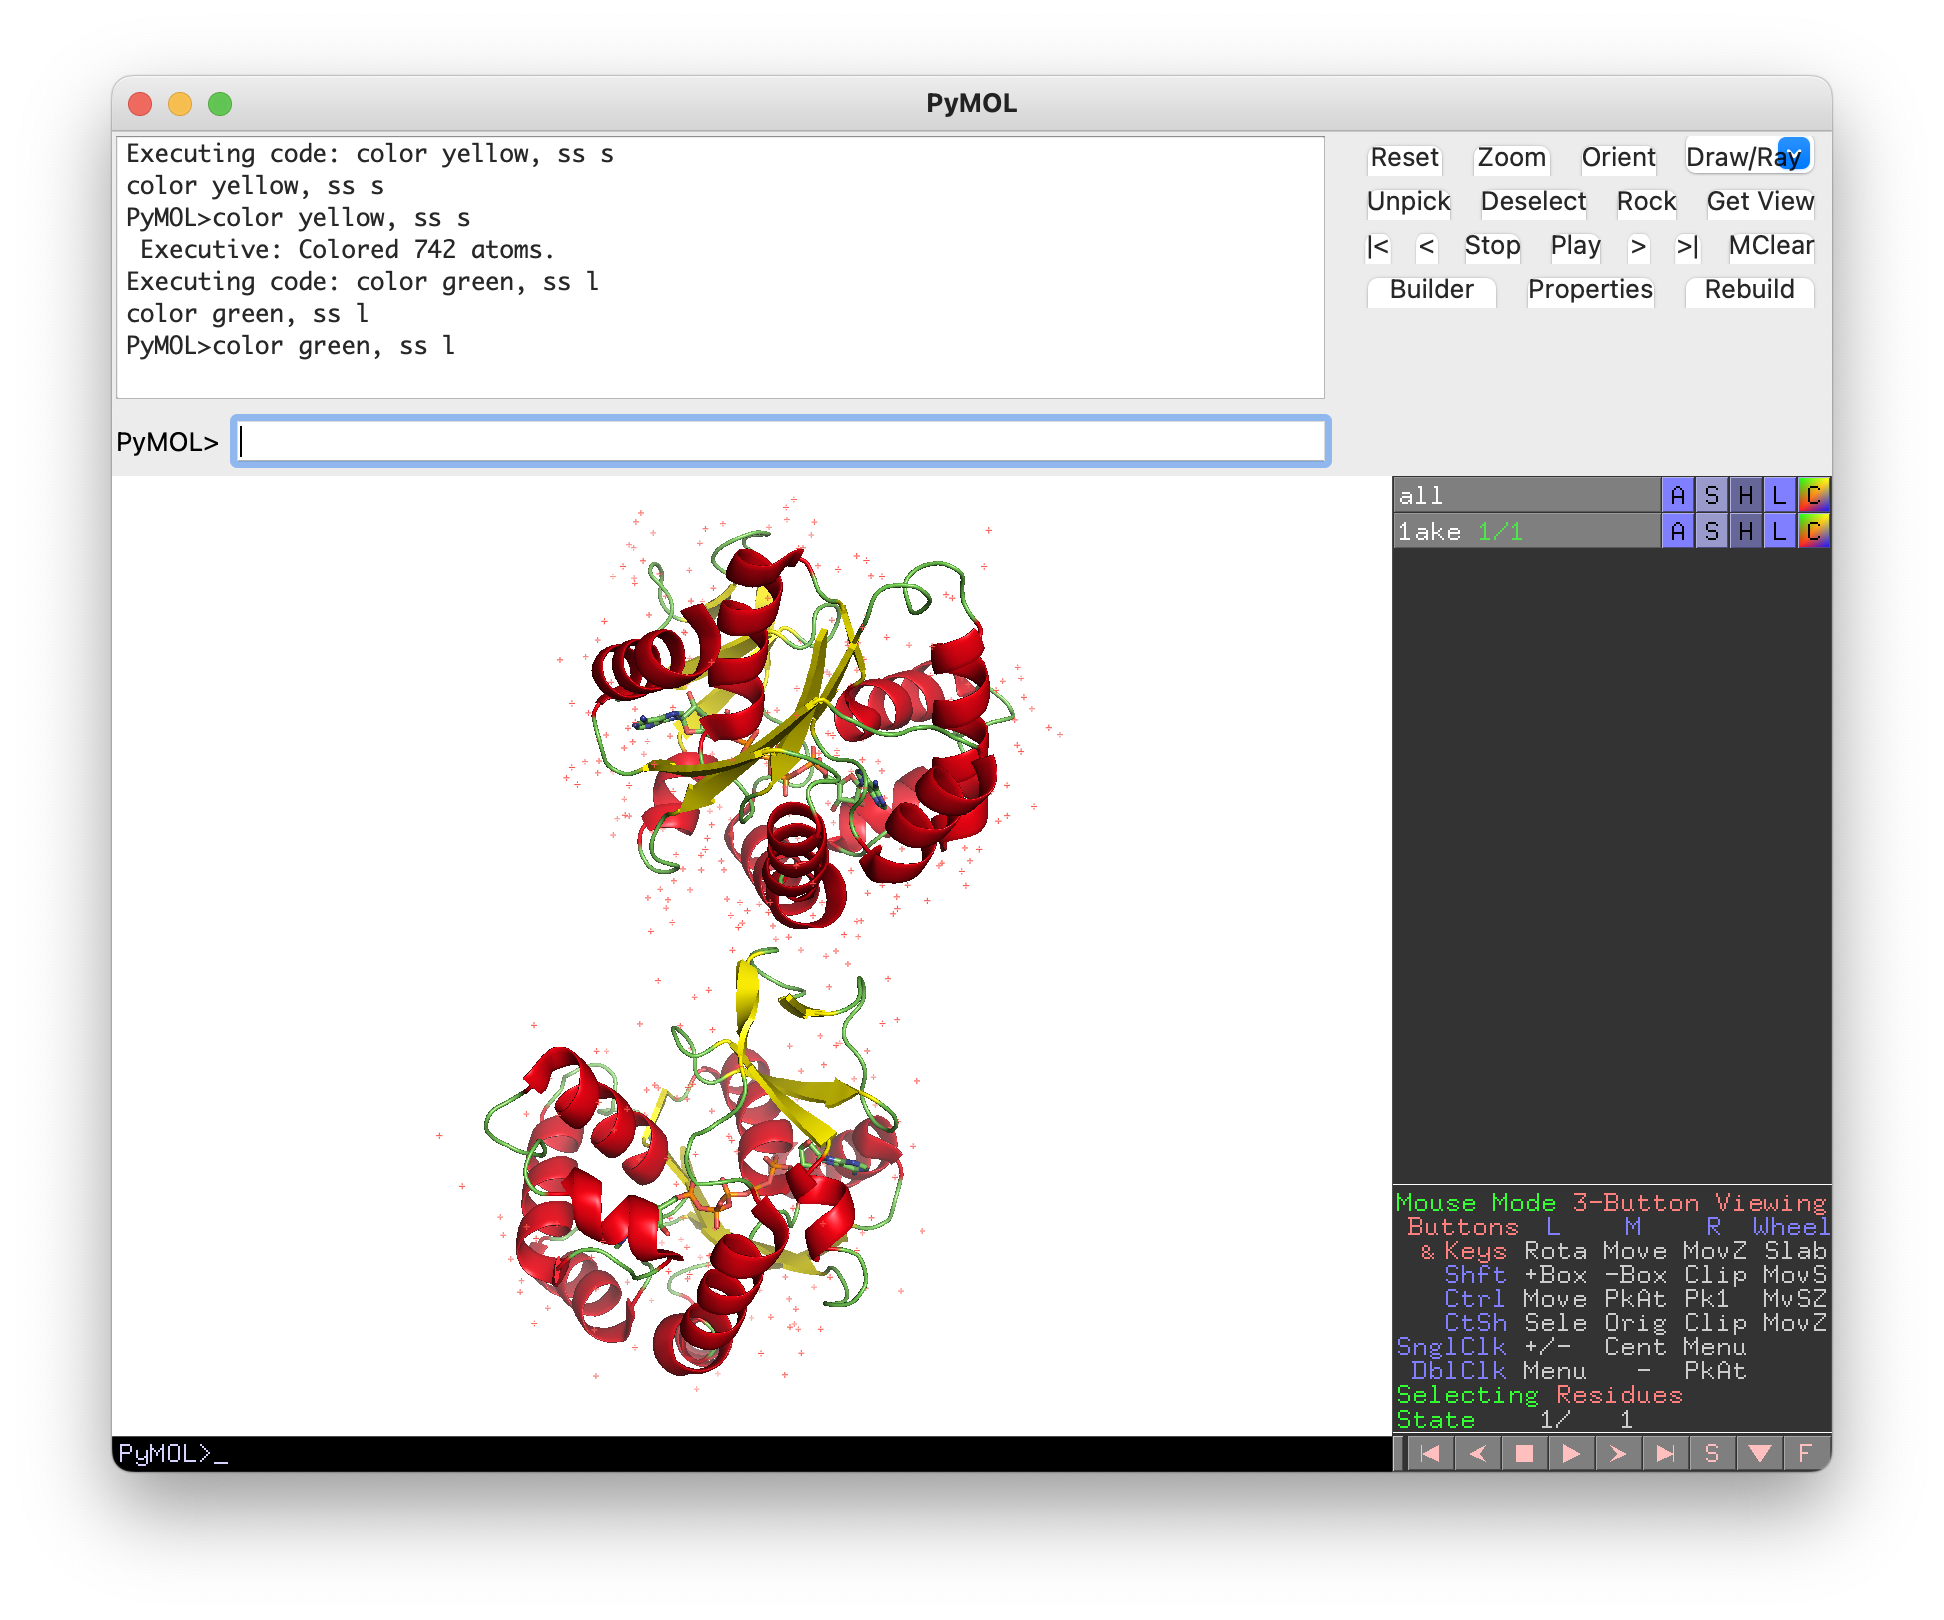 PyMOL
Executing code: color yellow, ss s
color yellow, ss s
PyMOL>color yellow, ss s
Executive: Colored 742 atoms.
Executing code: color green, ss l
color green, ss l
PyMOL>color green, ss l
PyMOL>
Reset Zoom Orient Draw/Ray
Unpick Deselect Rock Get View
|< < Stop Play > >| MClear
Builder Properties Rebuild
all A S H L C
1ake 1/1 A S H L C
Mouse Mode 3-Button Viewing
Buttons L M R Wheel
& Keys Rota Move MovZ Slab
Shft +Box -Box Clip MovS
Ctrl Move PkAt Pk1 MvSZ
CtSh Sele Orig Clip MovZ
SnglClk +/- Cent Menu
DblClk Menu - PkAt
Selecting Residues
State 1/ 1
PyMOL>_
S F